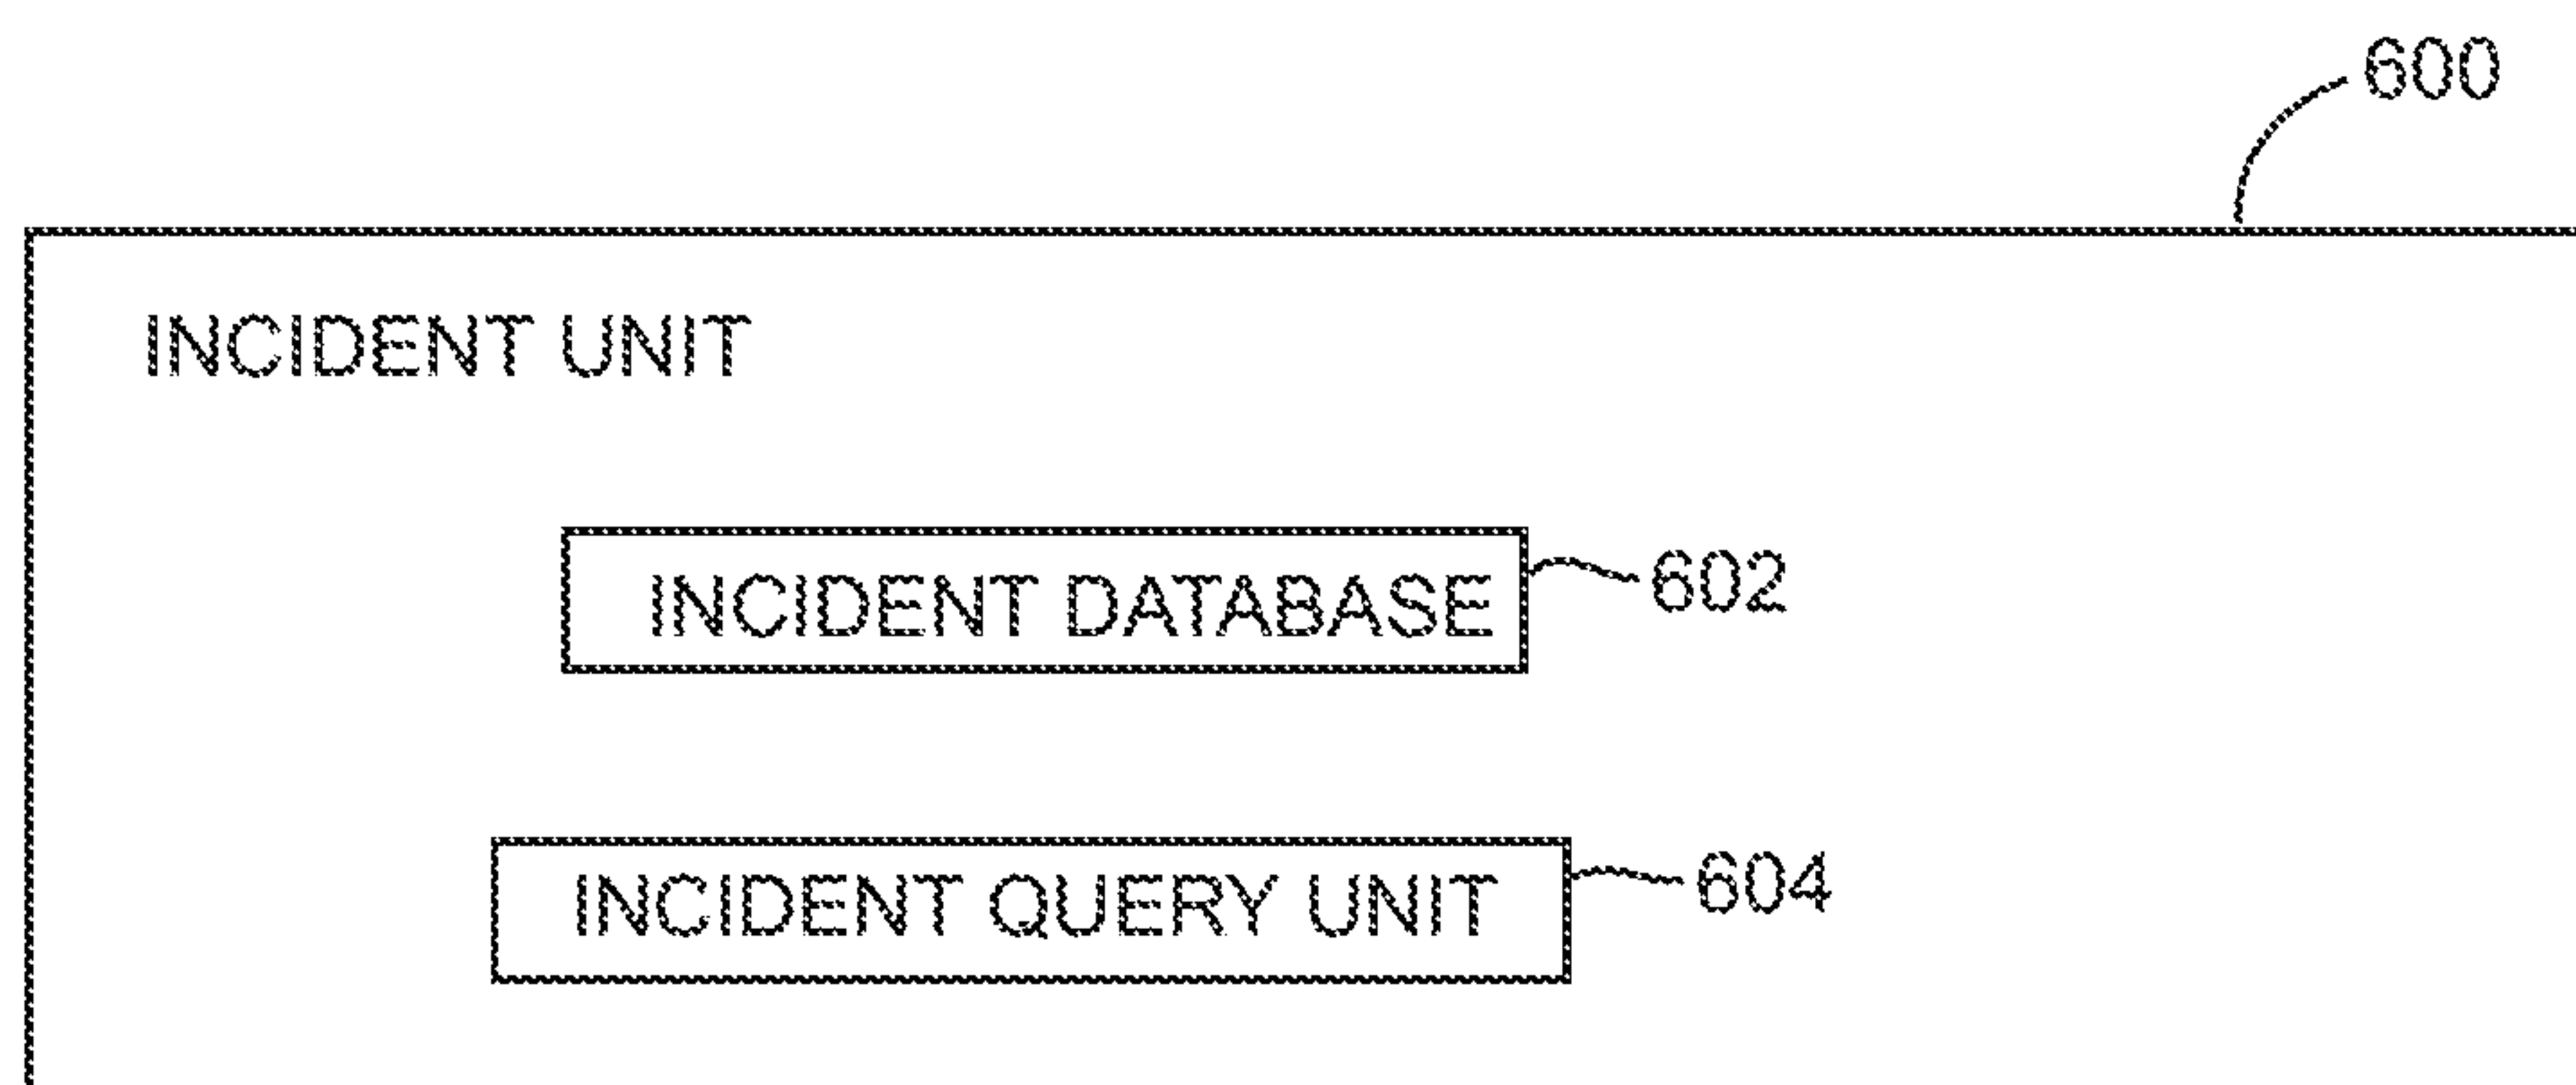 600
INCIDENT UNIT
INCIDENT DATABASE 602
INCIDENT QUERY UNIT 604